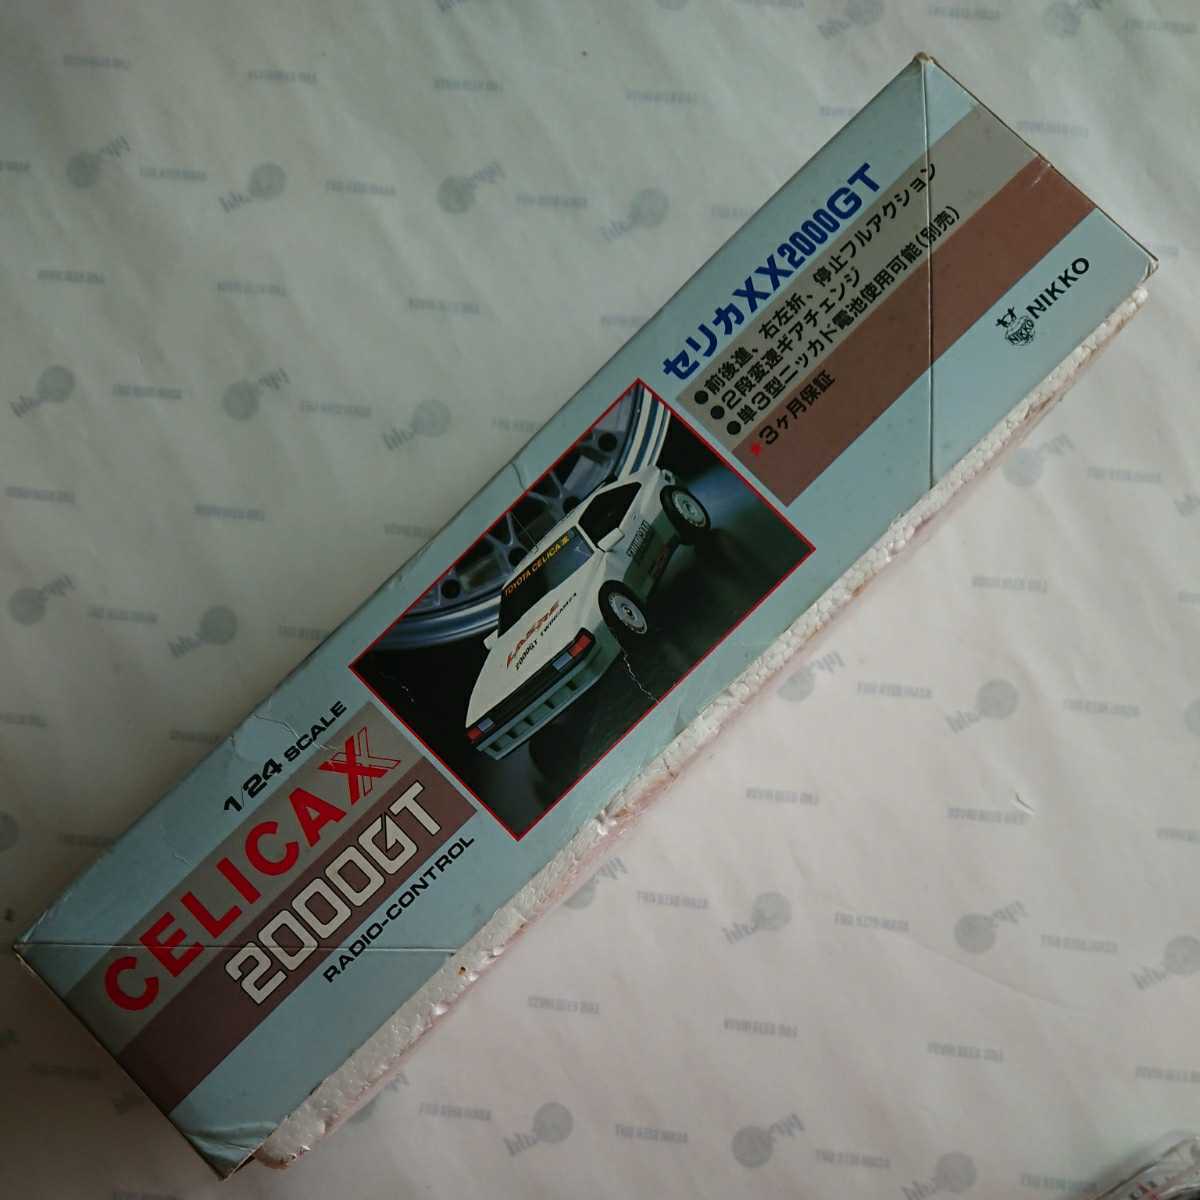 1/24 SCALE
CELICA XX
2000GT
RADIO-CONTROL
TOYOTA CELICA XX
LASRE
2000GT TWINCAM24
セリカXX2000GT
●前後進、右左折、停止フルアクション
●2段変速ギアチェンジ
●単3型ニッカド電池使用可能(別売)
★3ヶ月保証
NIKKO
NIKKO